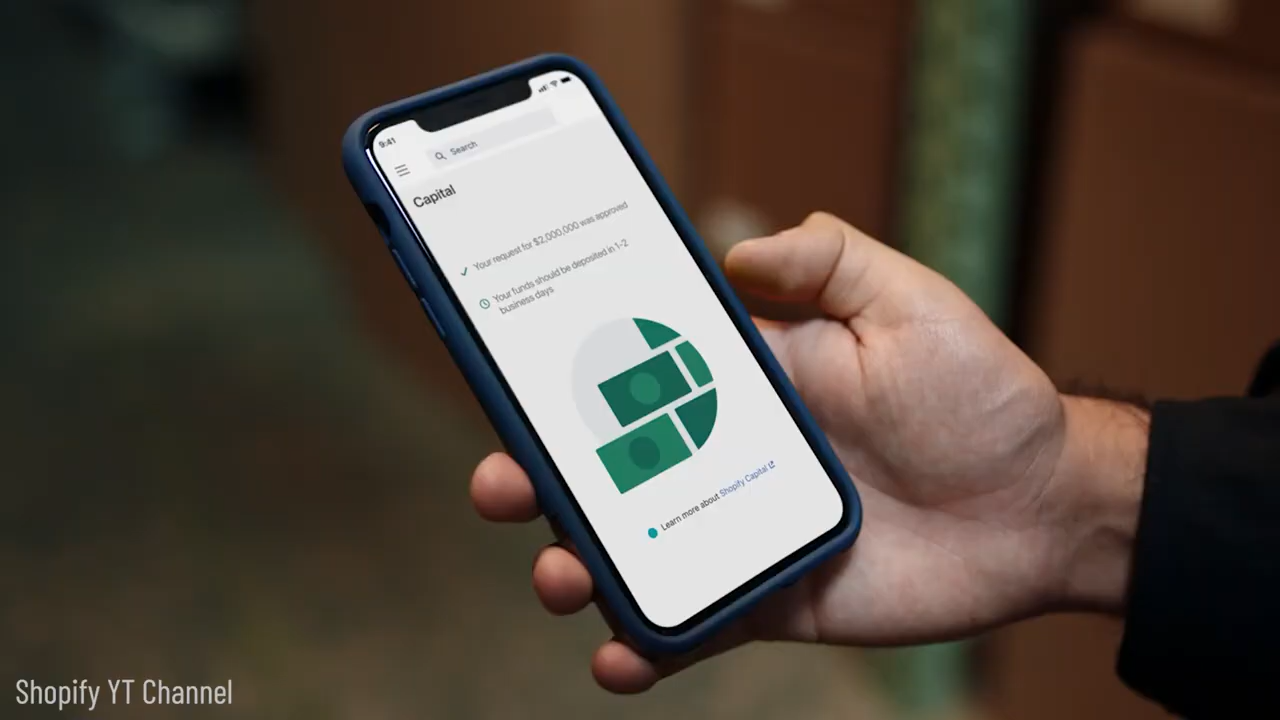 9:41
Search
Capital
Your request for $2,000,000 was approved
Your funds should be deposited in 1-2
business days
Learn more about Shopify Capital
Shopify YT Channel